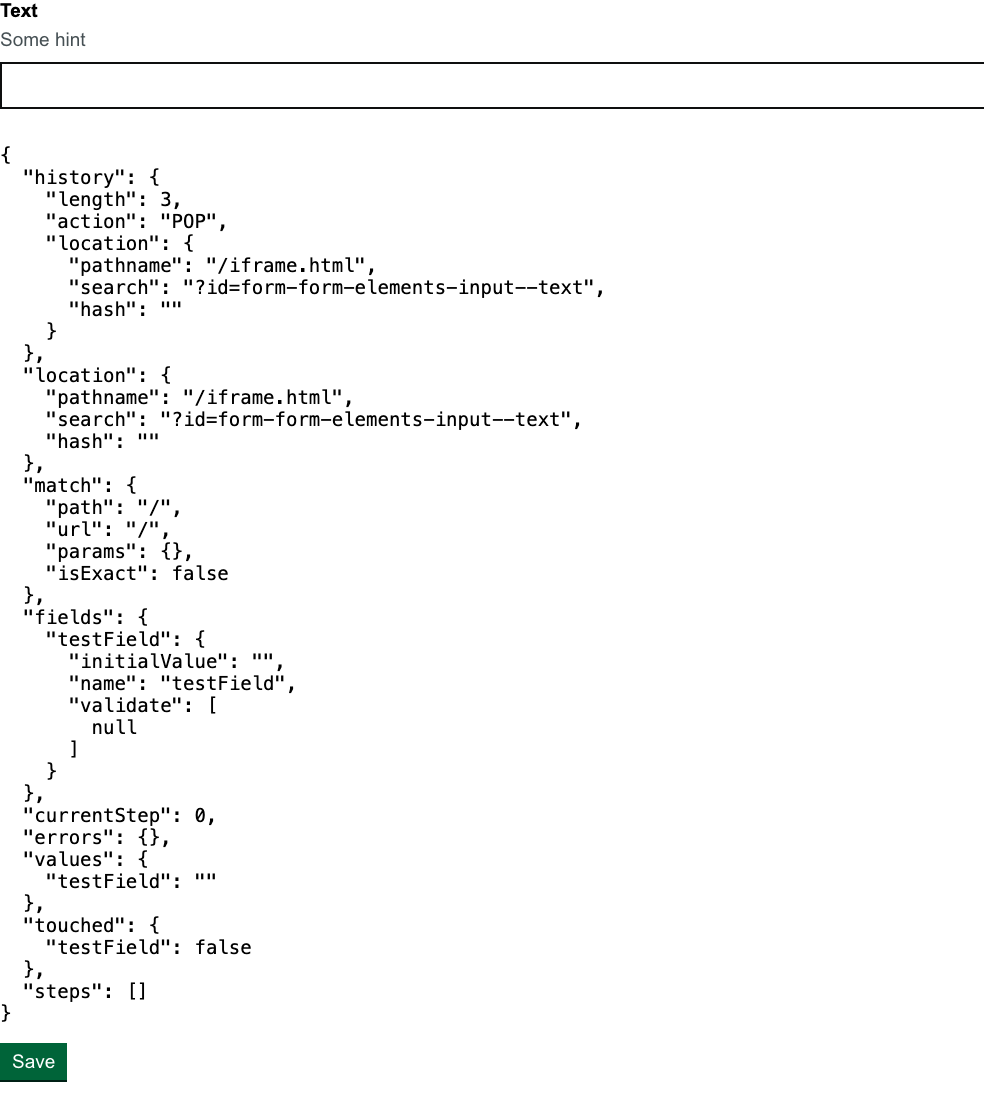 Text
Some hint
{
  "history": {
    "length": 3,
    "action": "POP",
    "location": {
      "pathname": "/iframe.html",
      "search": "?id=form-form-elements-input--text",
      "hash": ""
    }
  },
  "location": {
    "pathname": "/iframe.html",
    "search": "?id=form-form-elements-input--text",
    "hash": ""
  },
  "match": {
    "path": "/",
    "url": "/",
    "params": {},
    "isExact": false
  },
  "fields": {
    "testField": {
      "initialValue": "",
      "name": "testField",
      "validate": [
        null
      ]
    }
  },
  "currentStep": 0,
  "errors": {},
  "values": {
    "testField": ""
  },
  "touched": {
    "testField": false
  },
  "steps": []
}
Save